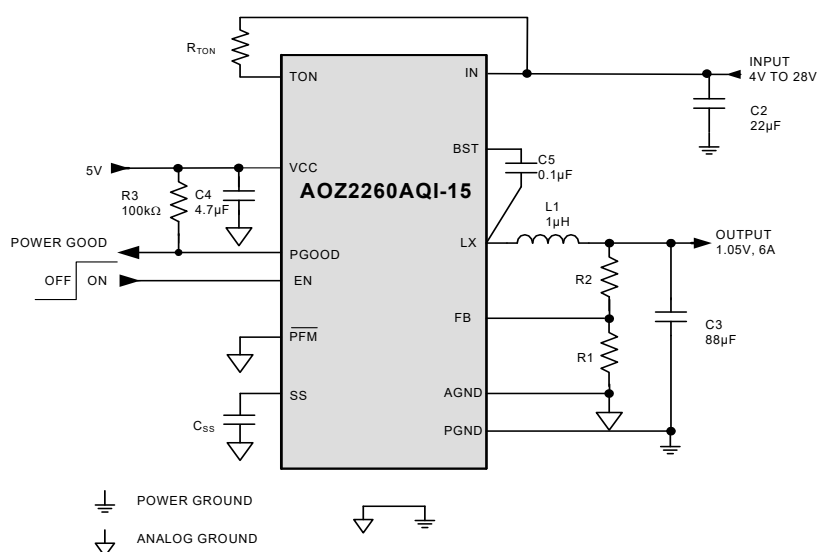 R_TON
TON
IN
INPUT
4V TO 28V
C2
22µF
BST
C5
0.1µF
5V
VCC
R3
100kΩ
C4
4.7µF
AOZ2260AQI-15
L1
1µH
LX
OUTPUT
1.05V, 6A
POWER GOOD
PGOOD
OFF ON
EN
R2
FB
C3
88µF
PFM
R1
SS
AGND
C_SS
PGND
POWER GROUND
ANALOG GROUND